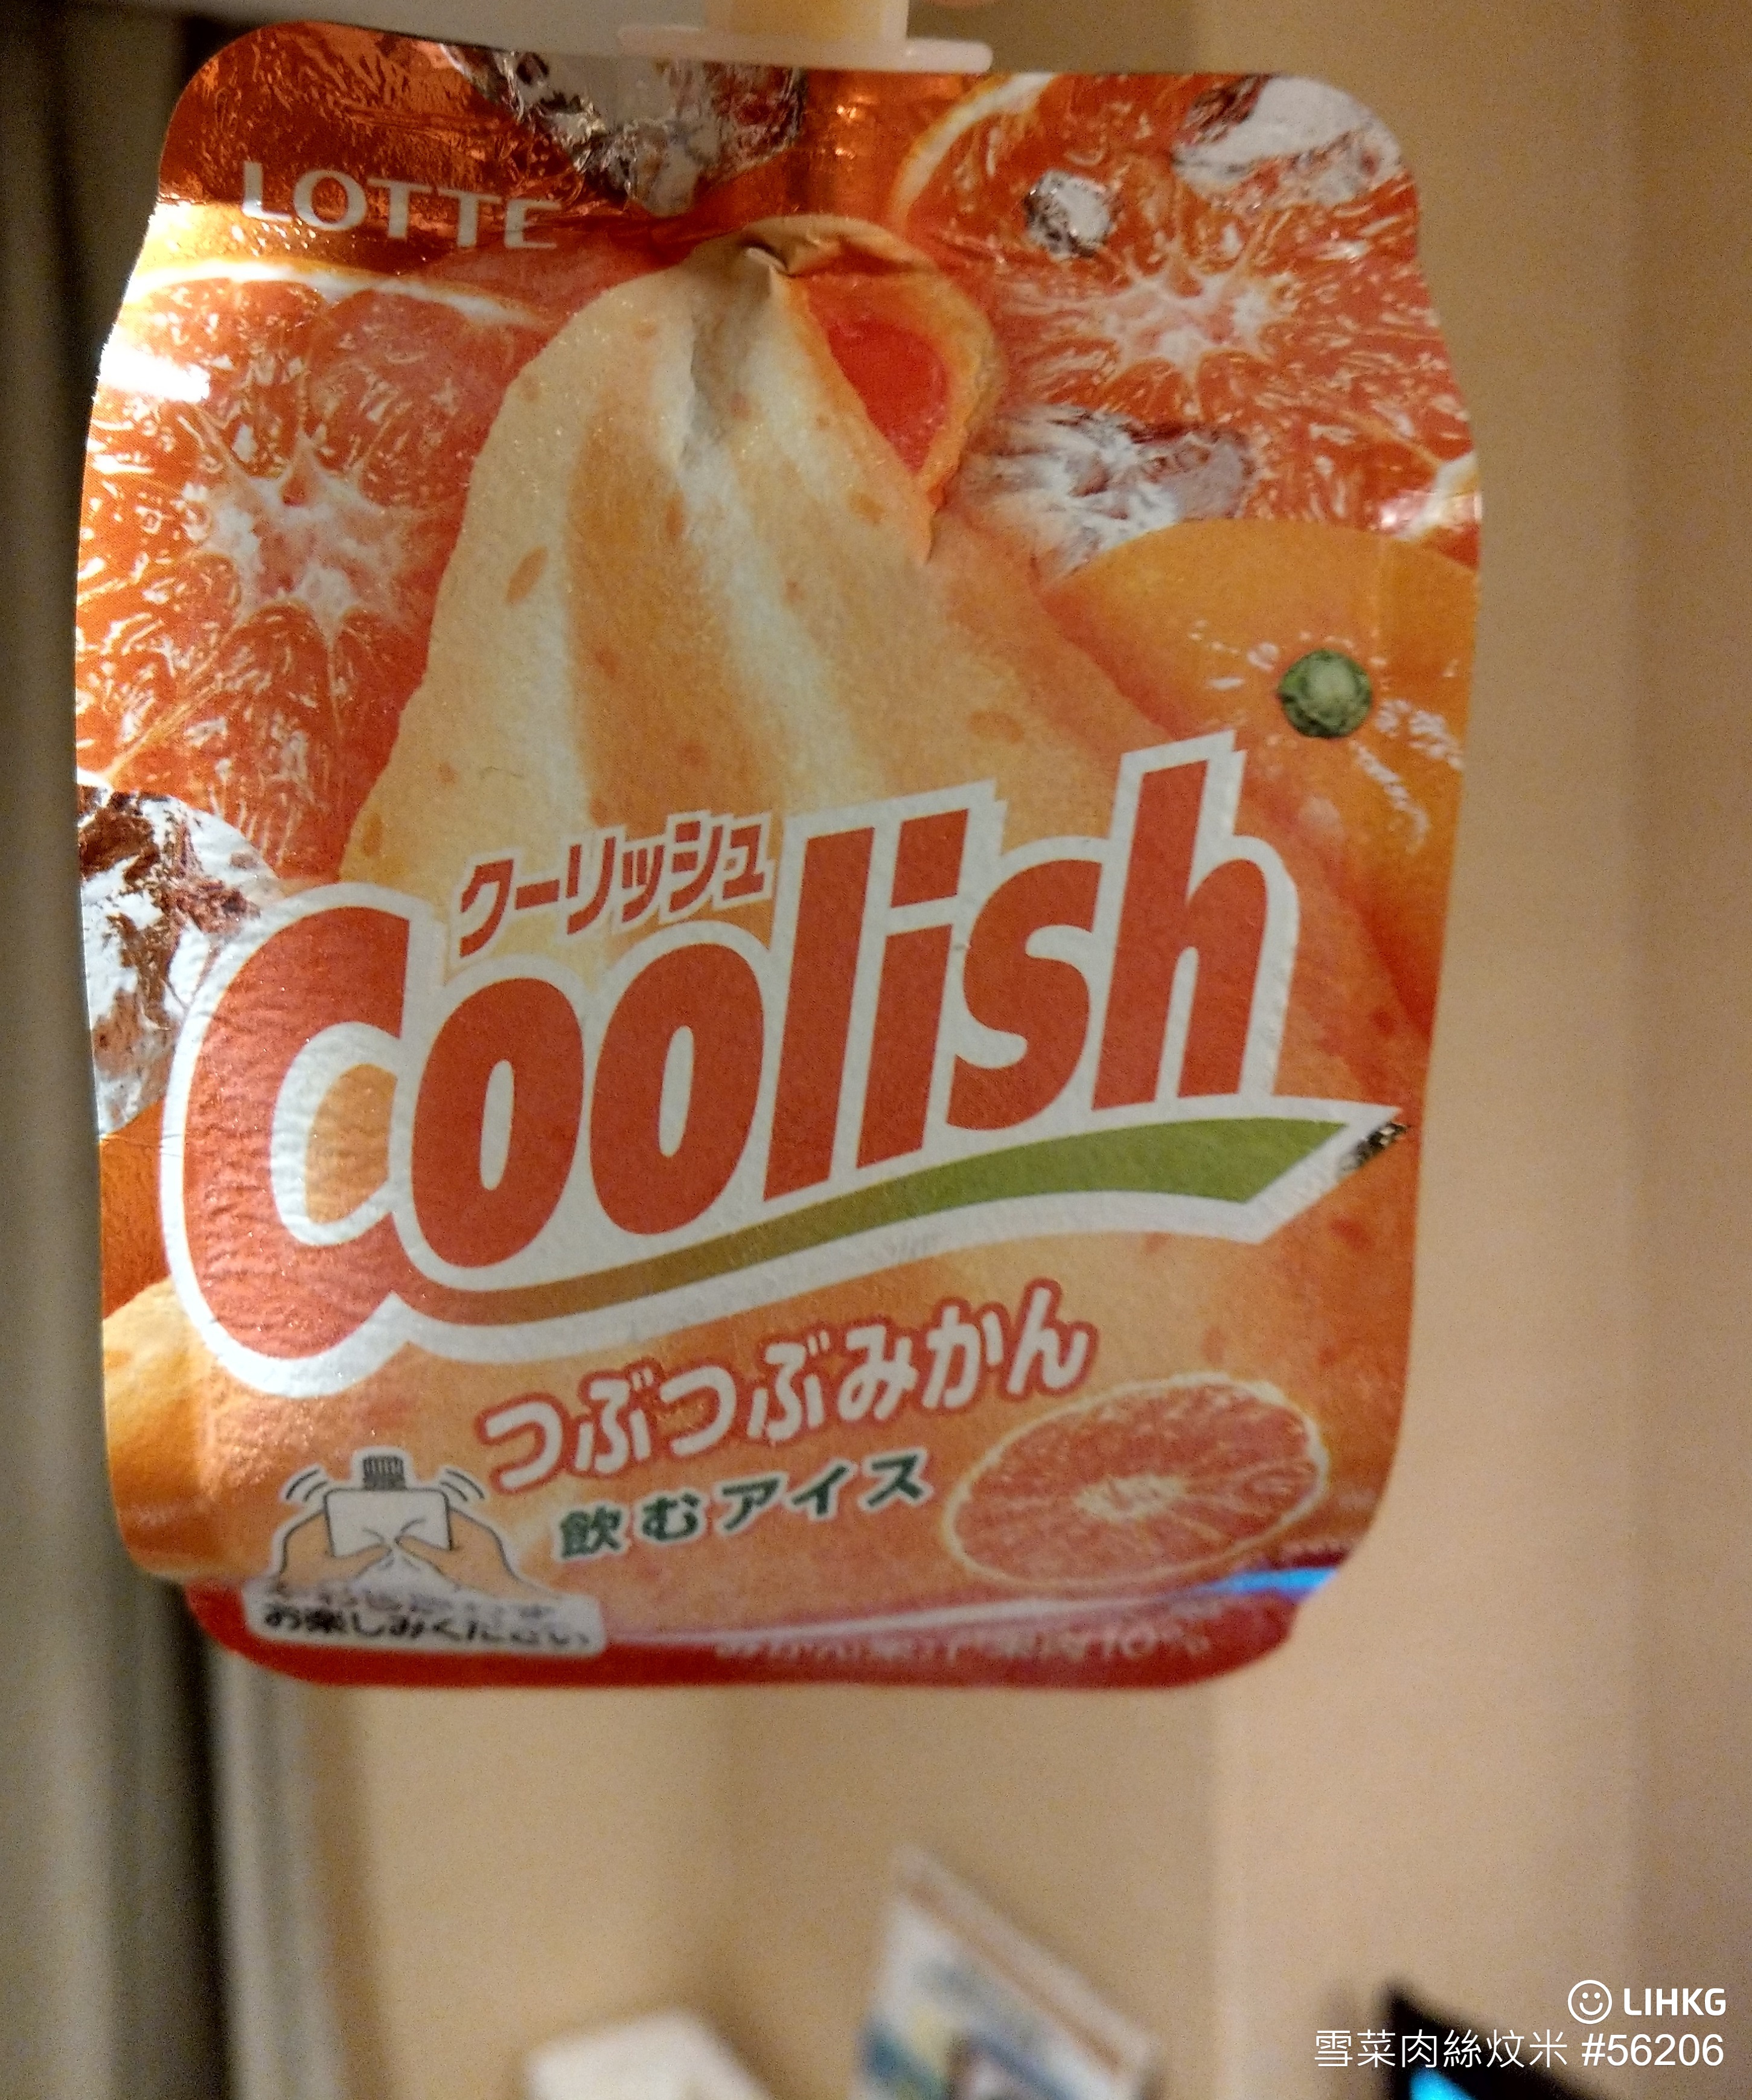 LOTTE
クーリッシュ
Coolish
つぶつぶみかん
飲むアイス
お楽しみください
LIHKG
雪菜肉絲炆米 #56206